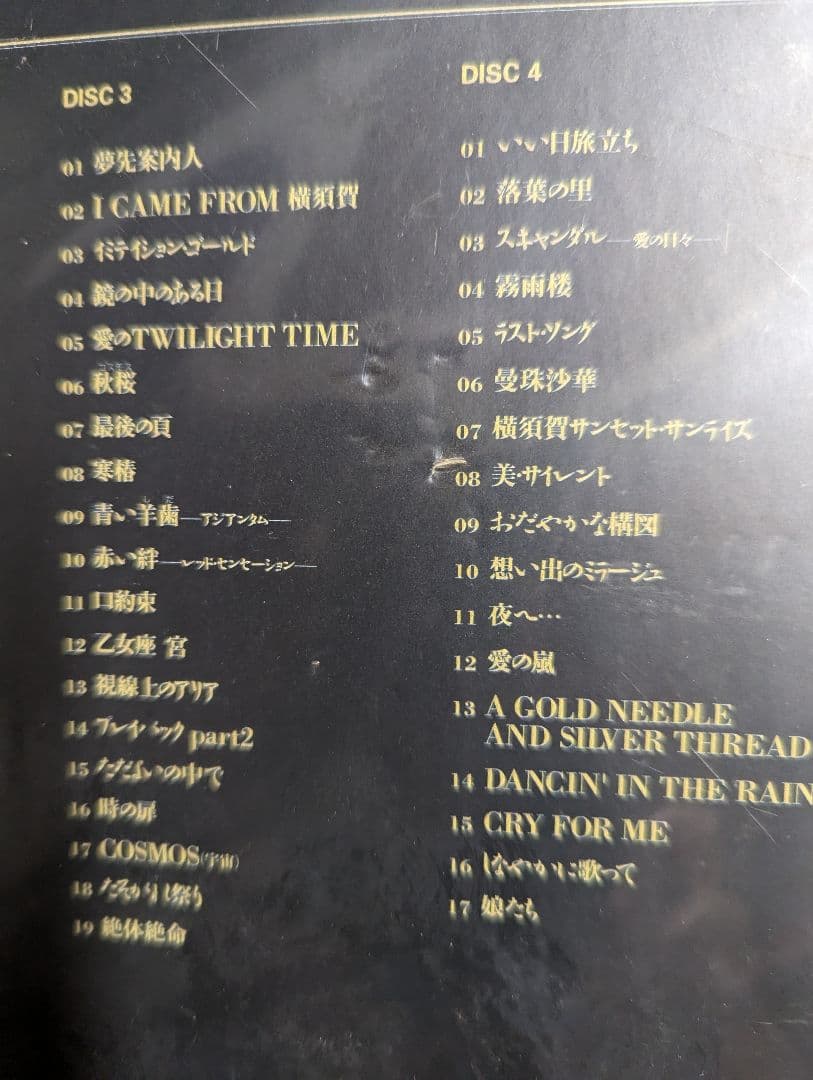 DISC 3
01 夢先案内人
02 I CAME FROM 横須賀
03 イミテイション・ゴールド
04 鏡の中のある日
05 愛のTWILIGHT TIME
06 秋桜
07 最後の頁
08 寒椿
09 青い羊歯—アジアンタム—
10 赤い絆—レッド・センセーション—
11 口約束
12 乙女座 宮
13 視線上のアリア
14 プレイバック part2
15 ただよいの中で
16 時の扉
17 COSMOS(宇宙)
18 たそがれ祭り
19 絶体絶命
DISC 4
01 いい日旅立ち
02 落葉の里
03 スキャンダル—愛の日々—
04 霧雨楼
05 ラスト・ソング
06 曼珠沙華
07 横須賀サンセット・サンライズ
08 美・サイレント
09 おだやかな構図
10 想い出のミラージュ
11 夜へ…
12 愛の嵐
13 A GOLD NEEDLE
AND SILVER THREAD
14 DANCIN' IN THE RAIN
15 CRY FOR ME
16 しなやかに歌って
17 娘たち